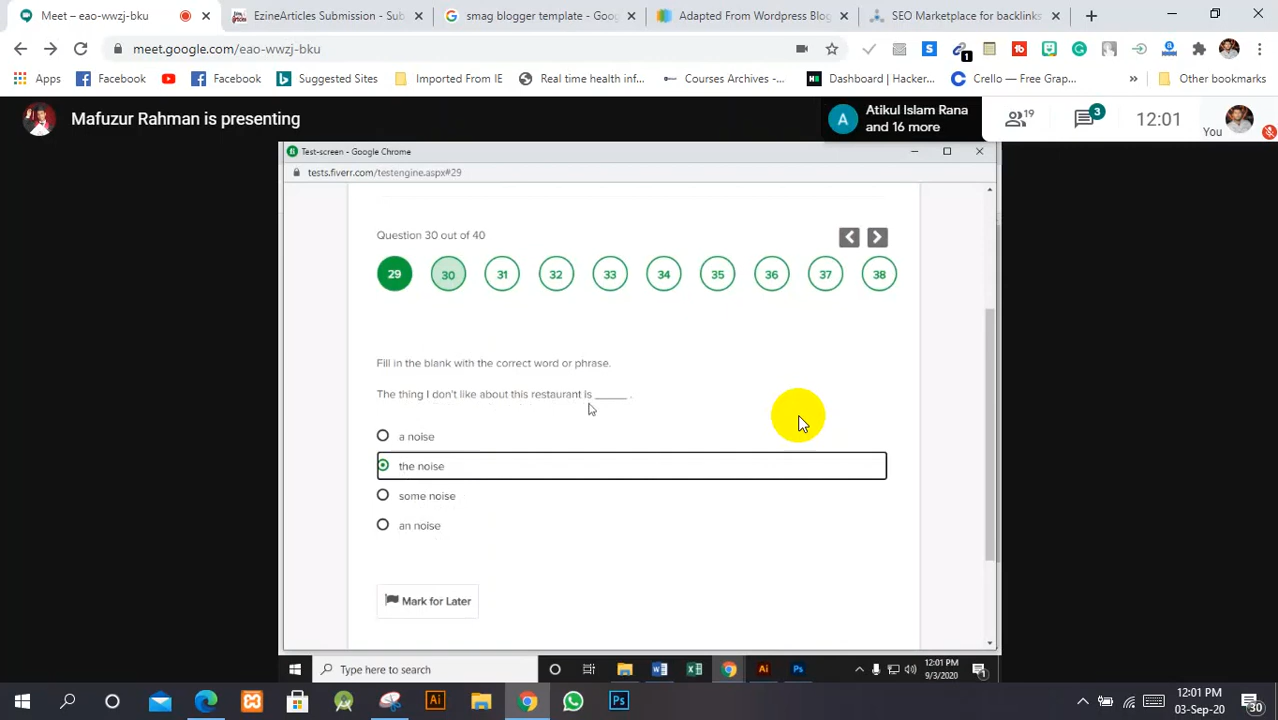 Meet – eao-wwzj-bku
EzineArticles Submission - Sub
smag blogger template - Goog
Adapted From Wordpress Blog
SEO Marketplace for backlinks
meet.google.com/eao-wwzj-bku
1
Apps
Facebook
Facebook
Suggested Sites
Imported From IE
Real time health inf...
Courses Archives -...
Dashboard | Hacker...
Crello — Free Grap...
»
Other bookmarks
Mafuzur Rahman is presenting
A
Atikul Islam Rana
and 16 more
19
3
12:01
You
Test-screen - Google Chrome
tests.fiverr.com/testengine.aspx#29
Question 30 out of 40
29 30 31 32 33 34 35 36 37 38
Fill in the blank with the correct word or phrase.
The thing I don't like about this restaurant is _____ .
a noise
the noise
some noise
an noise
Mark for Later
Type here to search
12:01 PM
9/3/2020
1
12:01 PM
03-Sep-20
30